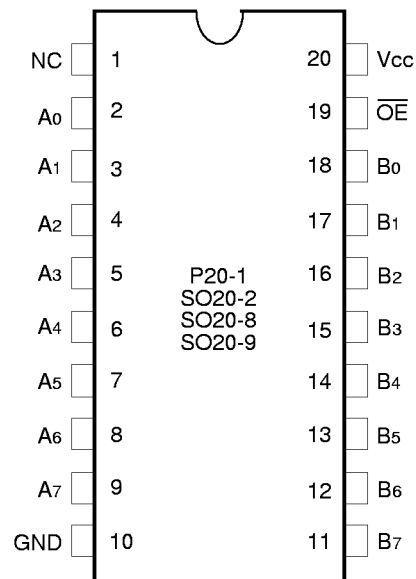 NC 1 20 Vcc
A0 2 19 O̅E̅
A1 3 18 B0
A2 4 17 B1
A3 5 16 B2
A4 6 15 B3
A5 7 14 B4
A6 8 13 B5
A7 9 12 B6
GND 10 11 B7
P20-1
SO20-2
SO20-8
SO20-9